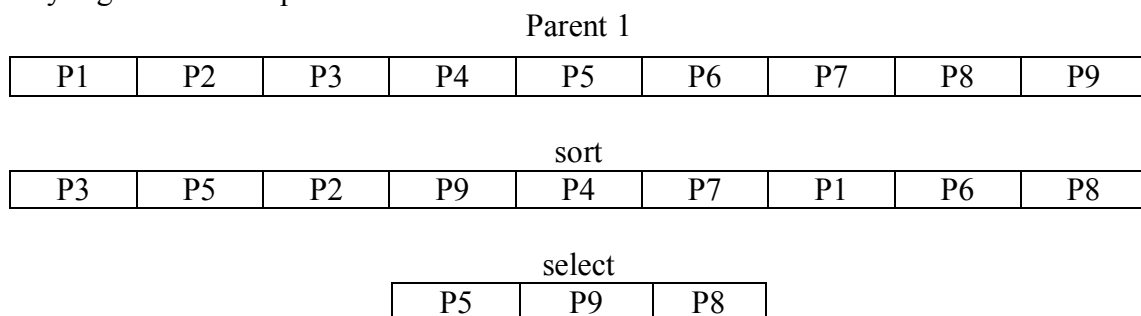 Parent 1
P1 P2 P3 P4 P5 P6 P7 P8 P9
sort
P3 P5 P2 P9 P4 P7 P1 P6 P8
select
P5 P9 P8